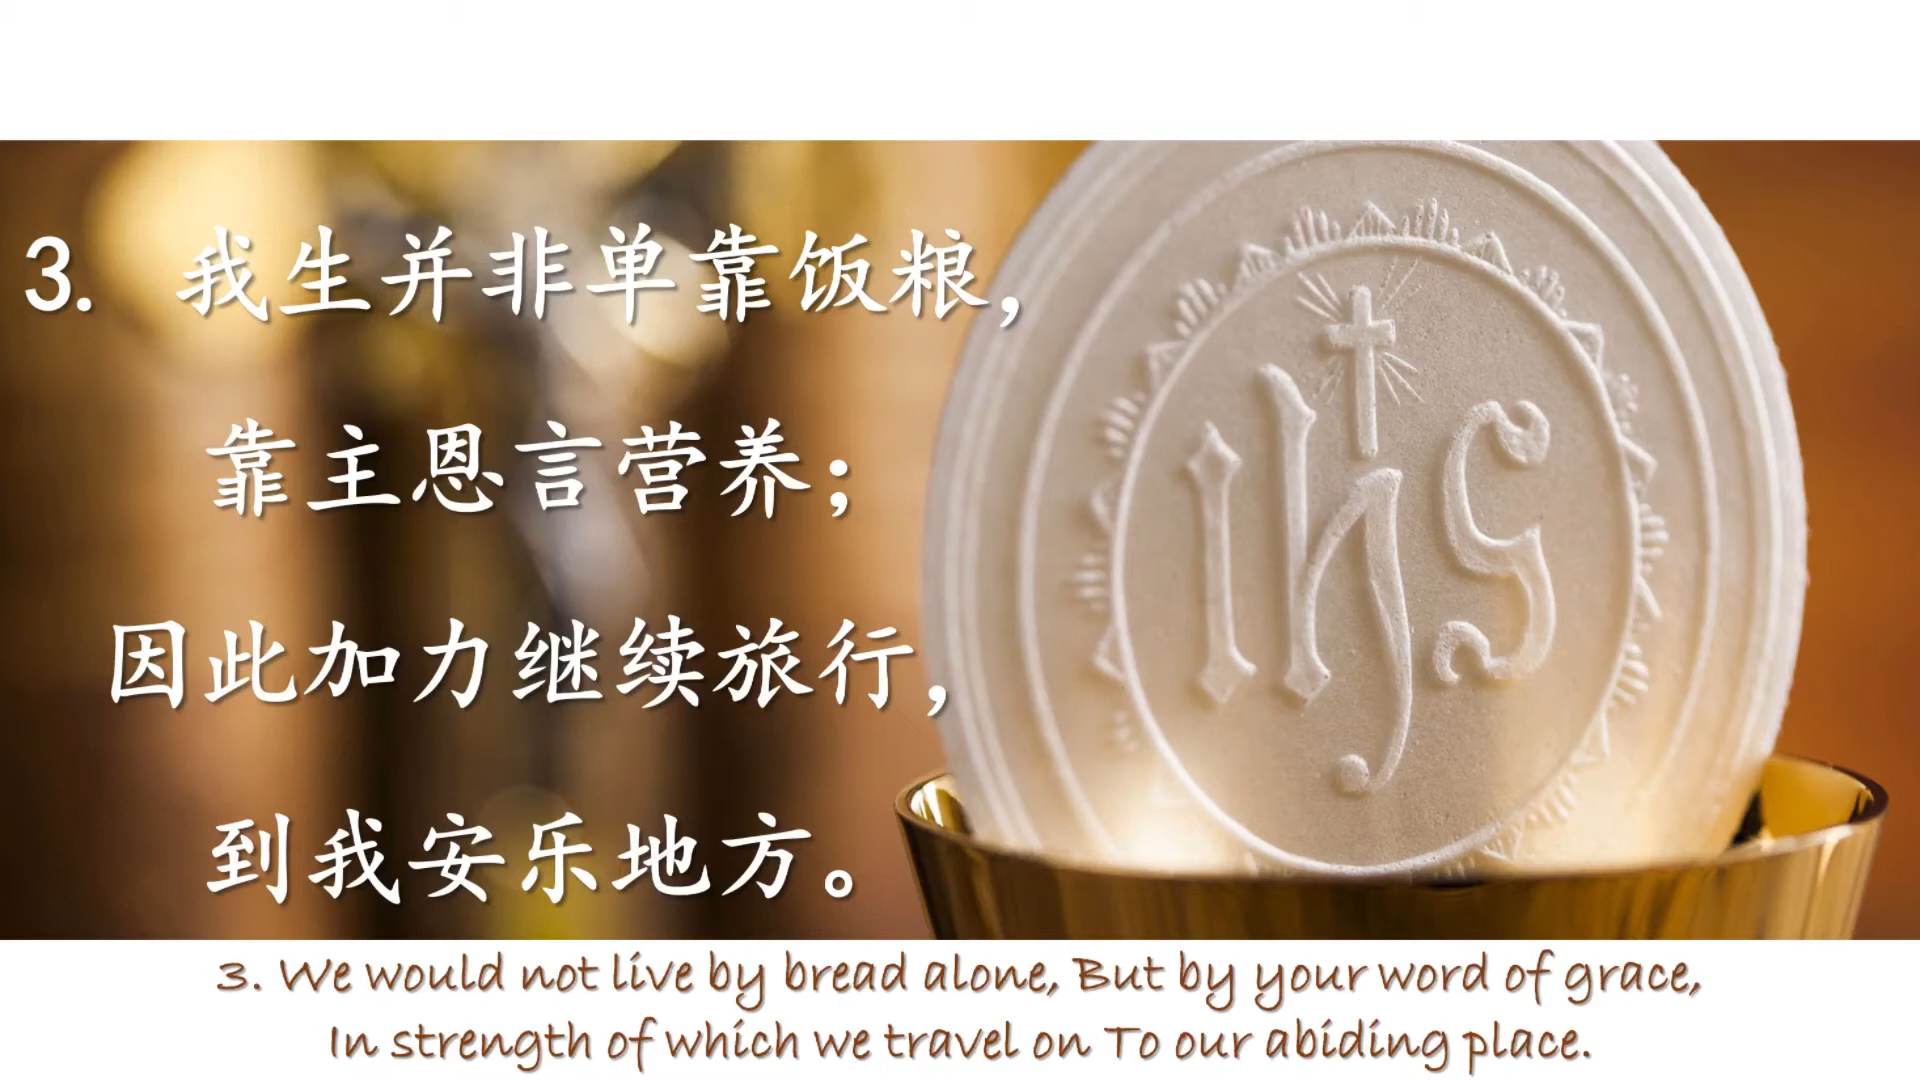 3. 我生并非单靠饭粮，
靠主恩言营养；
因此加力继续旅行，
到我安乐地方。
ihs
3. We would not live by bread alone, But by your word of grace,
In strength of which we travel on To our abiding place.